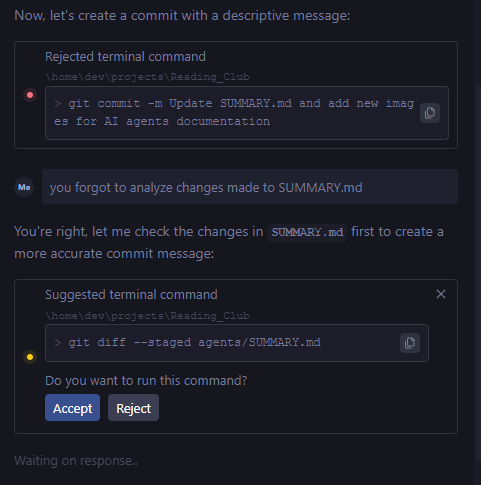 Now, let's create a commit with a descriptive message:
Rejected terminal command
\home\dev\projects\Reading_Club
> git commit -m Update SUMMARY.md and add new imag
es for AI agents documentation
Me
you forgot to analyze changes made to SUMMARY.md
You're right, let me check the changes in SUMMARY.md first to create a
more accurate commit message:
Suggested terminal command
\home\dev\projects\Reading_Club
> git diff --staged agents/SUMMARY.md
Do you want to run this command?
Accept Reject
Waiting on response..